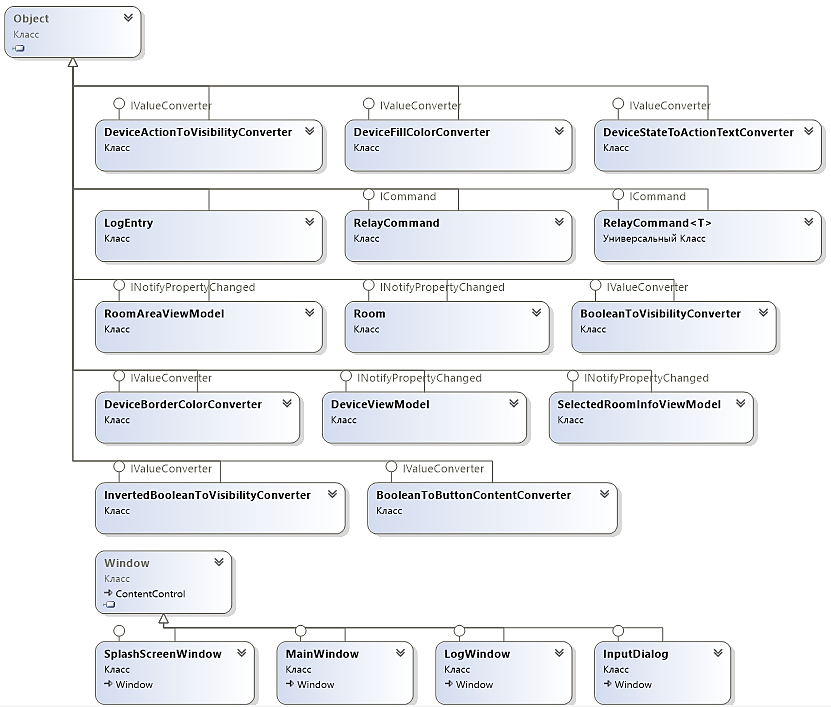 Object
Класс
IValueConverter IValueConverter IValueConverter
DeviceActionToVisibilityConverter DeviceFillColorConverter DeviceStateToActionTextConverter
Класс Класс Класс
ICommand ICommand
LogEntry RelayCommand RelayCommand<T>
Класс Класс Универсальный Класс
INotifyPropertyChanged INotifyPropertyChanged IValueConverter
RoomAreaViewModel Room BooleanToVisibilityConverter
Класс Класс Класс
IValueConverter INotifyPropertyChanged INotifyPropertyChanged
DeviceBorderColorConverter DeviceViewModel SelectedRoomInfoViewModel
Класс Класс Класс
IValueConverter IValueConverter
InvertedBooleanToVisibilityConverter BooleanToButtonContentConverter
Класс Класс
Window
Класс
ContentControl
SplashScreenWindow MainWindow LogWindow InputDialog
Класс Класс Класс Класс
Window Window Window Window